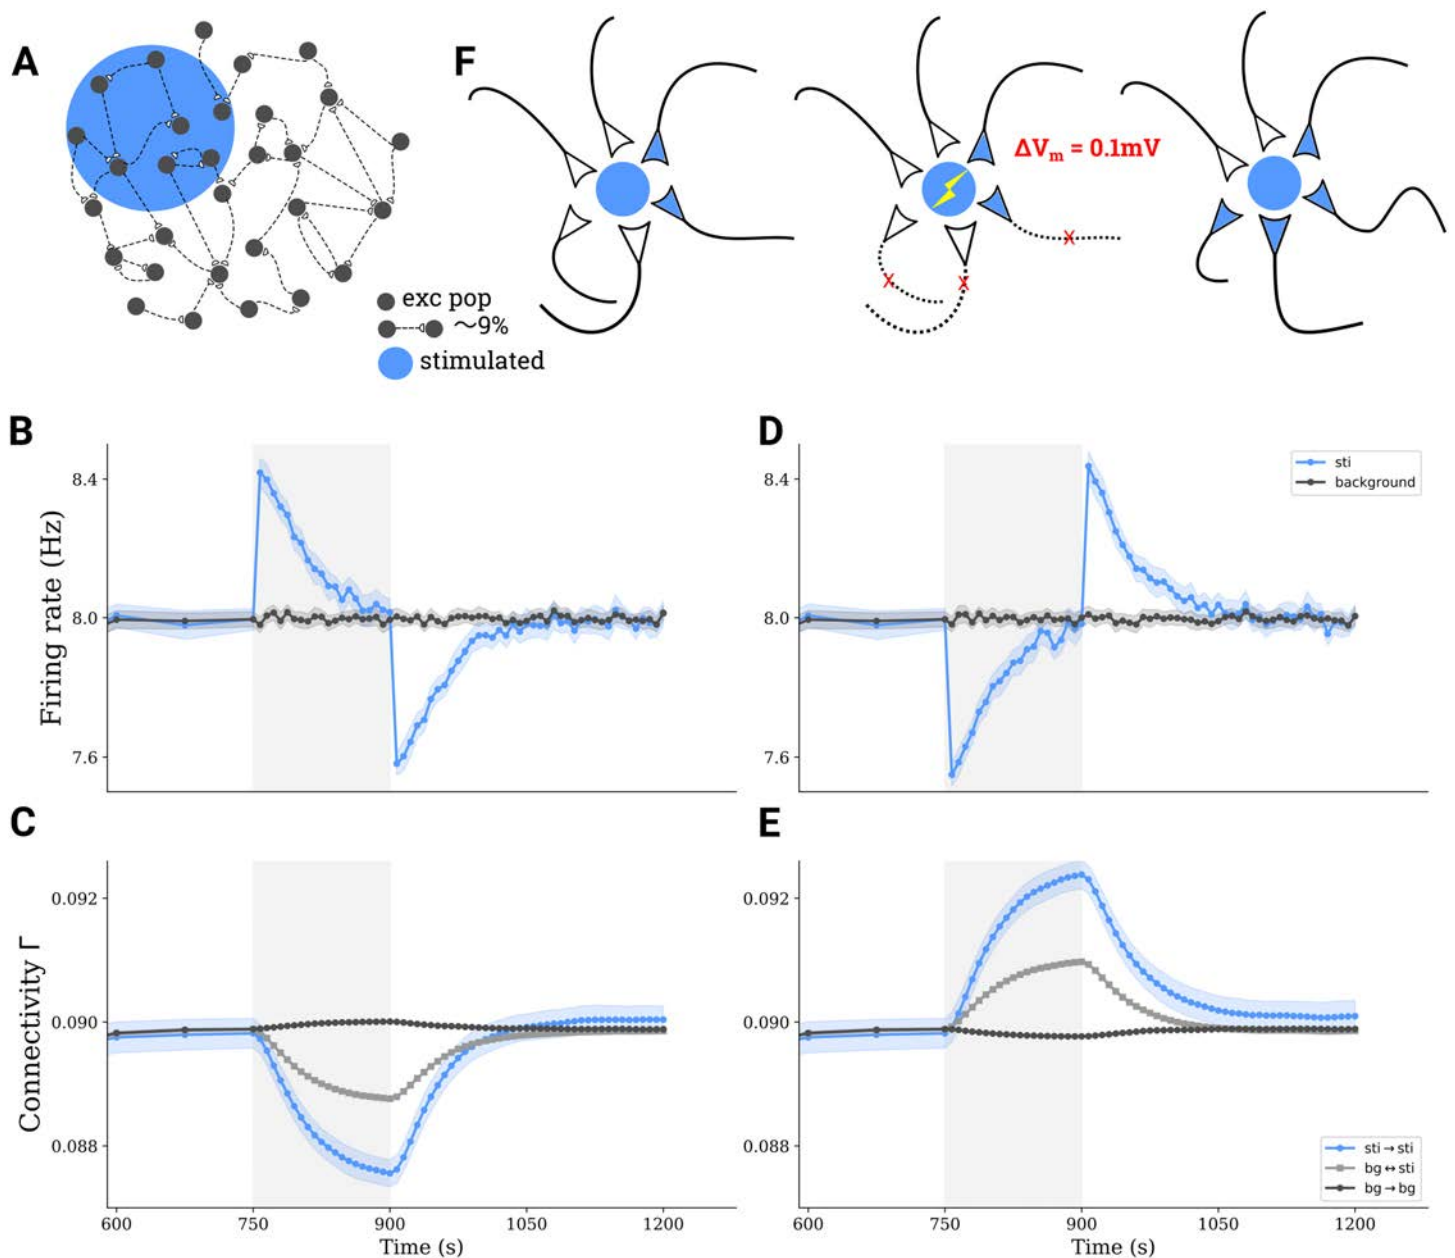 A
exc pop
~9%
stimulated
F
ΔVm = 0.1mV
X
X
X
B
Firing rate (Hz)
8.4
8.0
7.6
D
8.4
8.0
7.6
sti
background
C
Connectivity Γ
0.092
0.090
0.088
600
750
900
1050
1200
Time (s)
E
0.092
0.090
0.088
sti→sti
bg↔sti
bg→bg
600
750
900
1050
1200
Time (s)